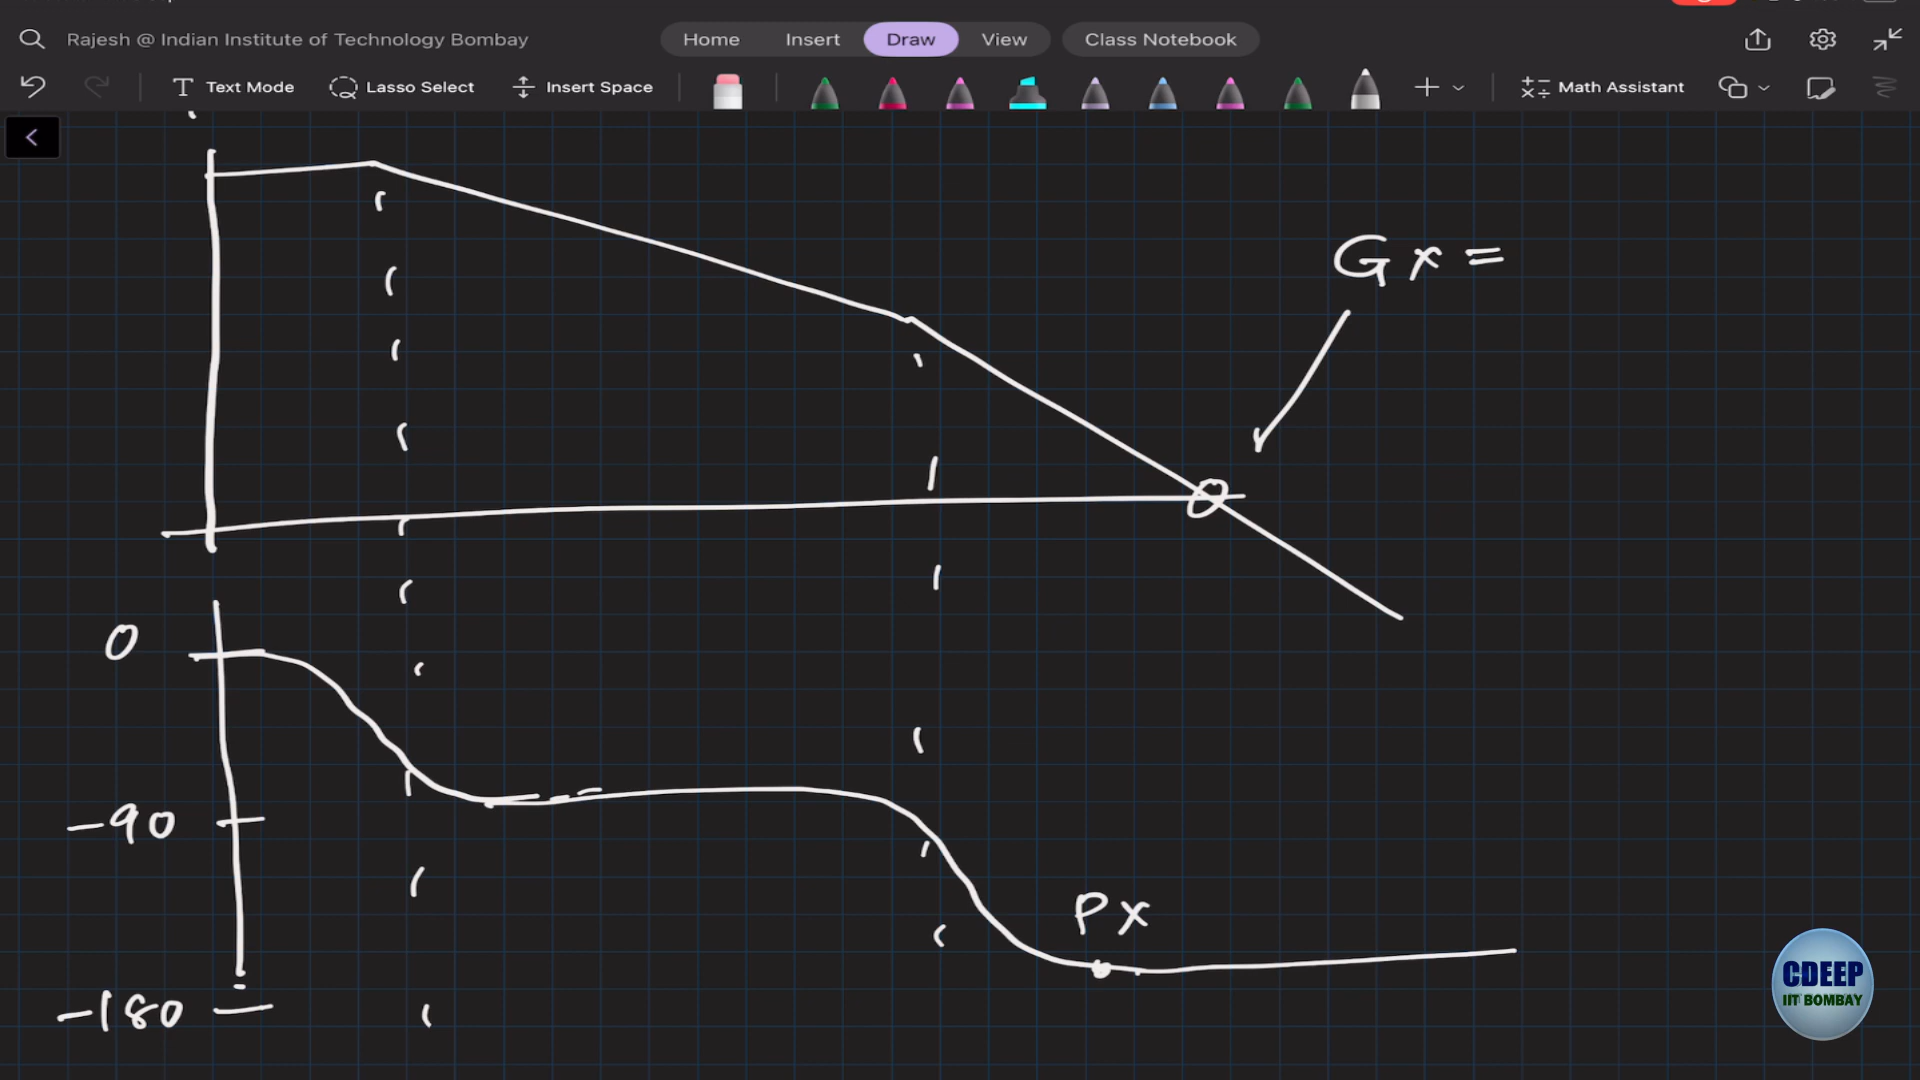 Rajesh @ Indian Institute of Technology Bombay
Home Insert Draw View Class Notebook
Text Mode Lasso Select Insert Space Math Assistant
Gx =
0
-90
Px
-180
CDEEP
IIT BOMBAY